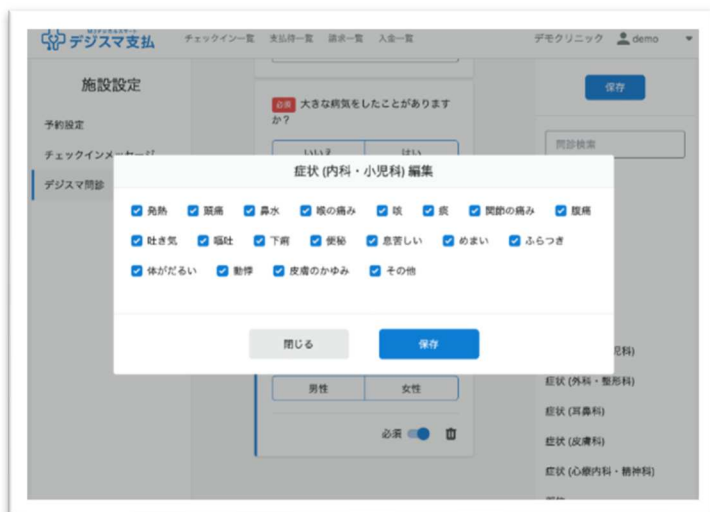 デジスマ支払
チェックイン一覧 支払待一覧 請求一覧 入金一覧
デモクリニック demo
施設設定
予約設定
チェックインメッセージ
デジスマ問診
必須 大きな病気をしたことがあります
か?
いいえ はい
保存
問診検索
症状 (内科・小児科) 編集
発熱 頭痛 鼻水 喉の痛み 咳 痰 関節の痛み 腹痛
吐き気 嘔吐 下痢 便秘 息苦しい めまい ふらつき
体がだるい 動悸 皮膚のかゆみ その他
閉じる 保存
男性 女性
必須
児科)
症状 (外科・整形科)
症状 (耳鼻科)
症状 (皮膚科)
症状 (心療内科・精神科)